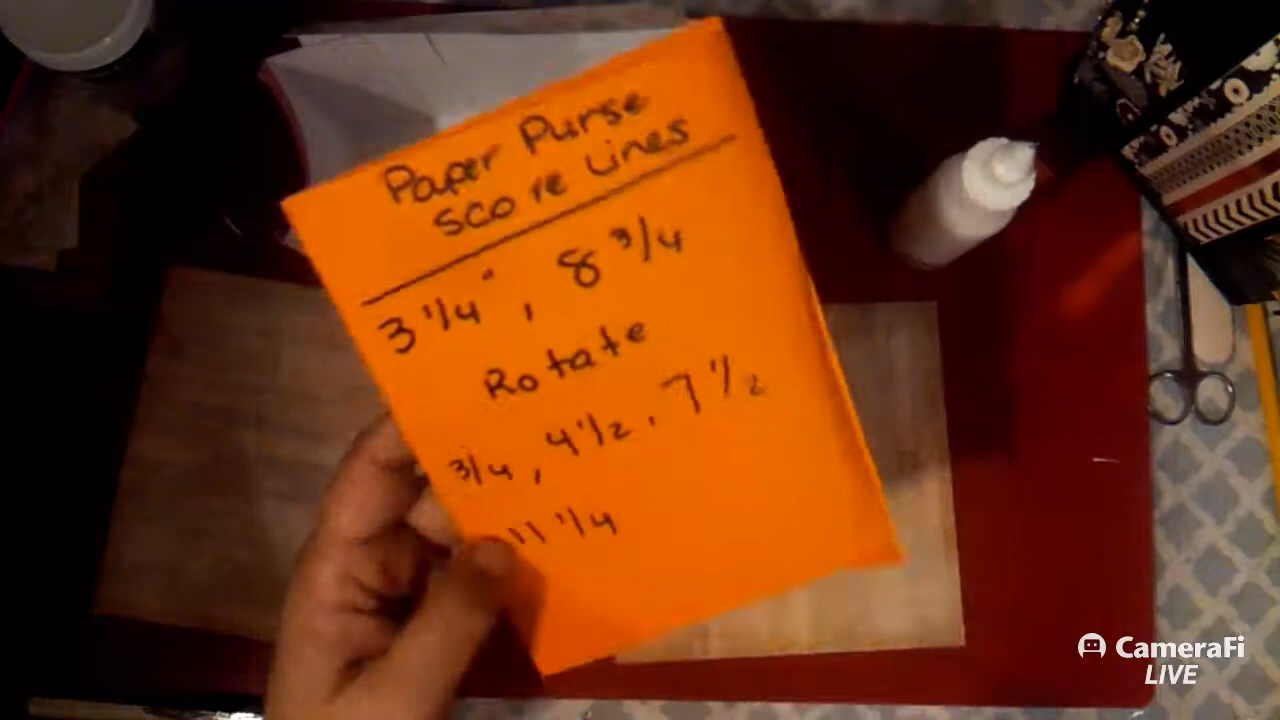 Paper Purse
Score Lines
3 1/4", 8 3/4
Rotate
3/4, 4 1/2, 7 1/2
11 1/4
CameraFi
LIVE